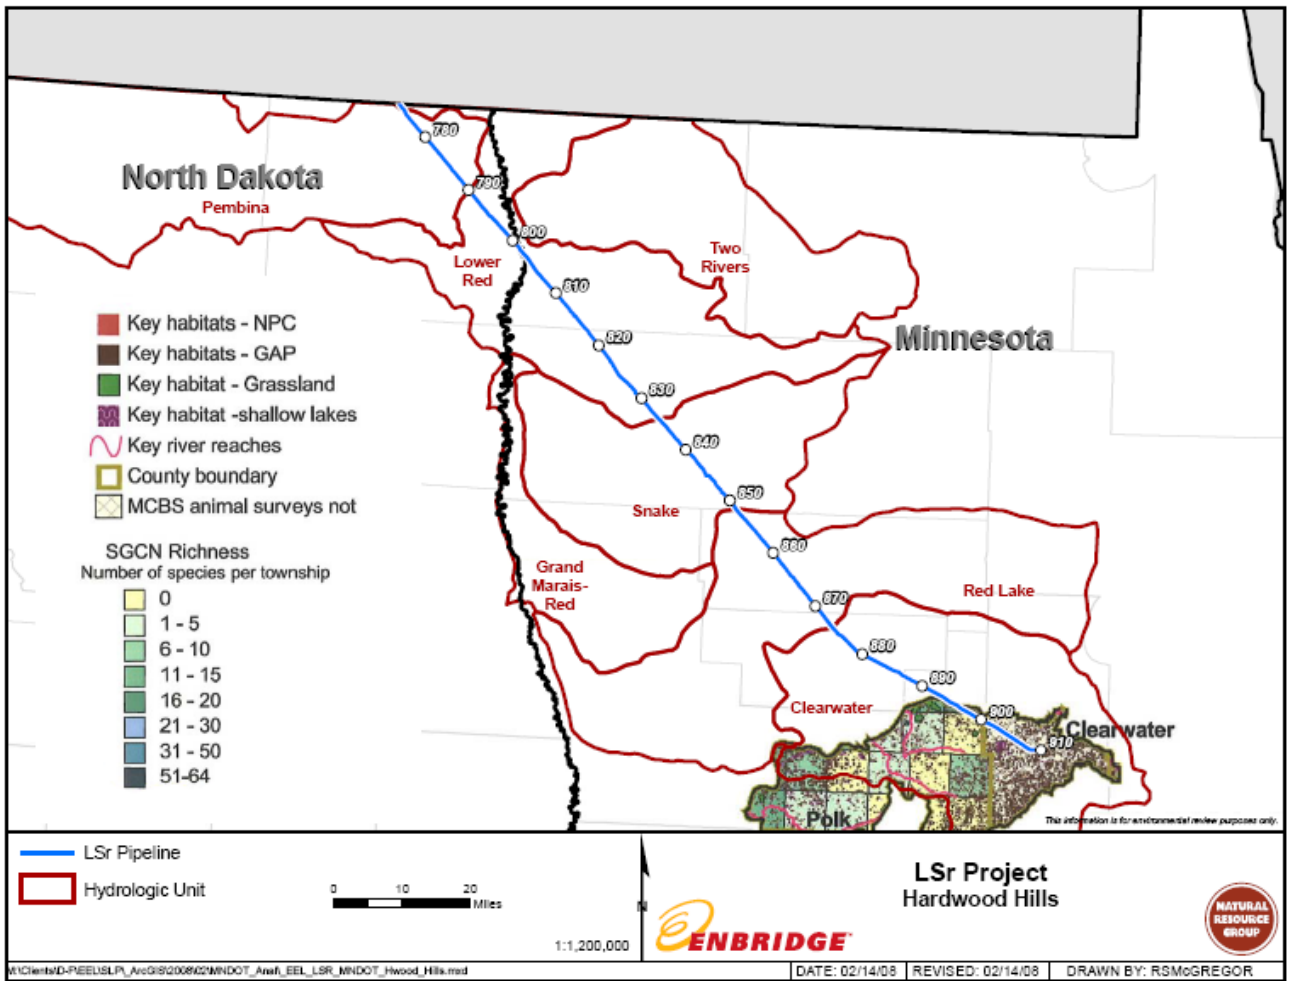 780
North Dakota
790
Pembina
800
Two
Rivers
Lower
Red
810
Key habitats - NPC
Minnesota
820
Key habitats - GAP
Key habitat - Grassland
830
Key habitat -shallow lakes
Key river reaches
840
County boundary
MCBS animal surveys not
850
Snake
SGCN Richness
Number of species per township
860
Grand
Marais-
Red
Red Lake
0
1 - 5
6 - 10
11 - 15
16 - 20
21 - 30
31 - 50
51-64
870
880
890
Clearwater
900
Clearwater
910
Polk
This information is for environmental review purposes only.
LSr Pipeline
Hydrologic Unit
0 10 20
Miles
N
1:1,200,000
ENBRIDGE
LSr Project
Hardwood Hills
NATURAL
RESOURCE
GROUP
DATE: 02/14/08
REVISED: 02/14/08
DRAWN BY: RSMcGREGOR